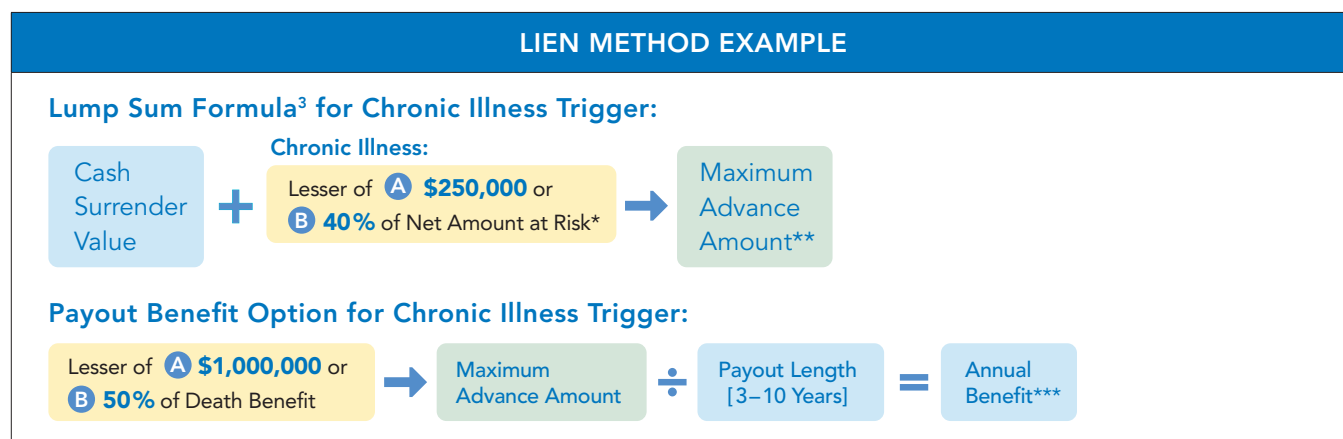 LIEN METHOD EXAMPLE
Lump Sum Formula³ for Chronic Illness Trigger:
Cash
Surrender
Value
+
Chronic Illness:
Lesser of A $250,000 or
B 40% of Net Amount at Risk*
Maximum
Advance
Amount**
Payout Benefit Option for Chronic Illness Trigger:
Lesser of A $1,000,000 or
B 50% of Death Benefit
Maximum
Advance Amount
÷
Payout Length
[3–10 Years]
=
Annual
Benefit***